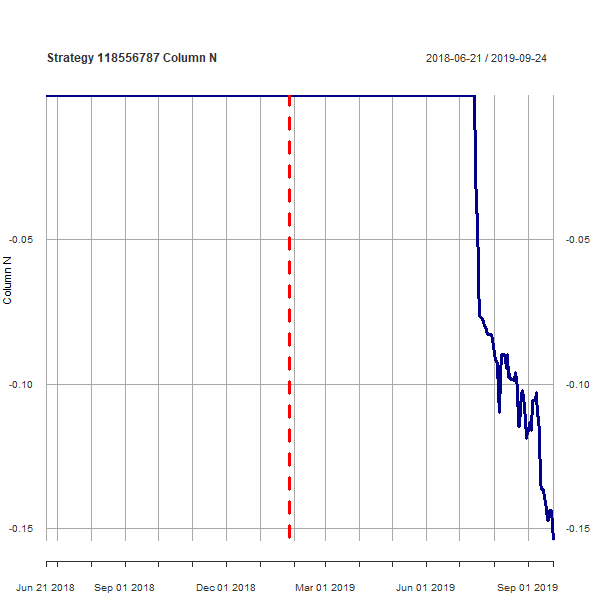 Strategy 118556787 Column N
2018-06-21 / 2019-09-24
-0.05
-0.05
Column N
-0.10
-0.10
-0.15
-0.15
Jun 21 2018
Sep 01 2018
Dec 01 2018
Mar 01 2019
Jun 01 2019
Sep 01 2019